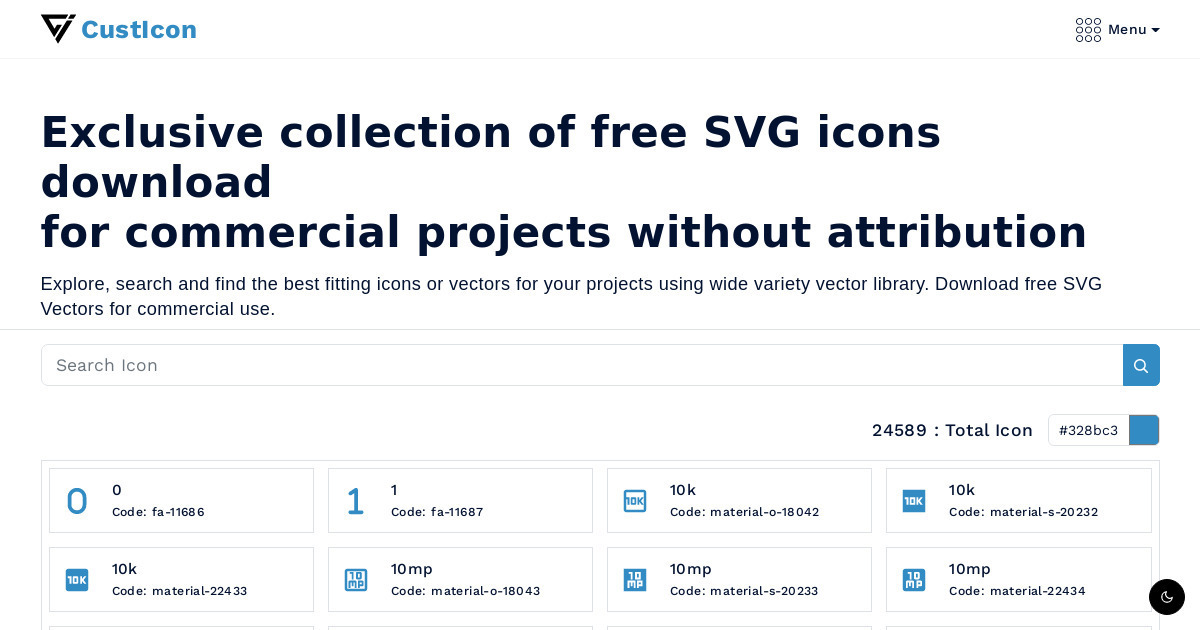 CustIcon
Menu
Exclusive collection of free SVG icons
download
for commercial projects without attribution
Explore, search and find the best fitting icons or vectors for your projects using wide variety vector library. Download free SVG
Vectors for commercial use.
Search Icon
24589 : Total Icon
#328bc3
0
Code: fa-11686
1
Code: fa-11687
10K
10k
Code: material-o-18042
10K
10k
Code: material-s-20232
10K
10k
Code: material-22433
10
MP
10mp
Code: material-o-18043
10
MP
10mp
Code: material-s-20233
10
MP
10mp
Code: material-22434